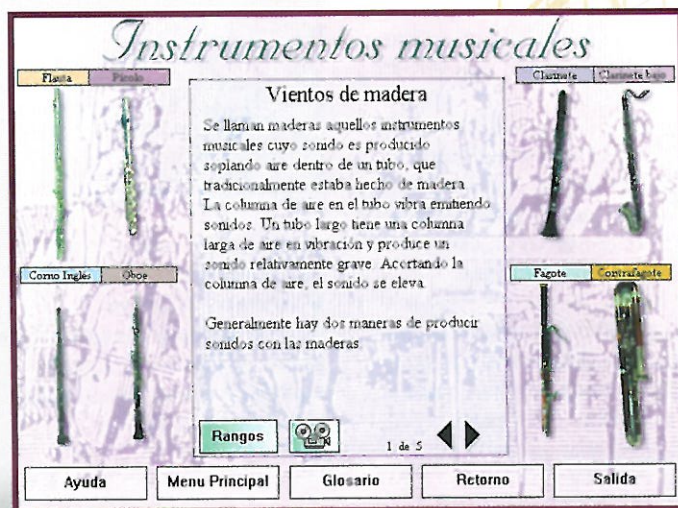 Instrumentos musicales
Flauta
Picolo
Clarinete
Clarinete bajo
Vientos de madera
Se llaman maderas aquellos instrumentos
musicales cuyo sonido es producido
soplando aire dentro de un tubo, que
tradicionalmente estaba hecho de madera
La columna de aire en el tubo vibra emitiendo
sonidos. Un tubo largo tiene una columna
larga de aire en vibración y produce un
sonido relativamente grave. Acortando la
columna de aire, el sonido se eleva
Generalmente hay dos maneras de producir
sonidos con las maderas
Corno Inglés
Oboe
Fagote
Contrafagote
Rangos
1 de 5
Ayuda
Menu Principal
Glosario
Retorno
Salida